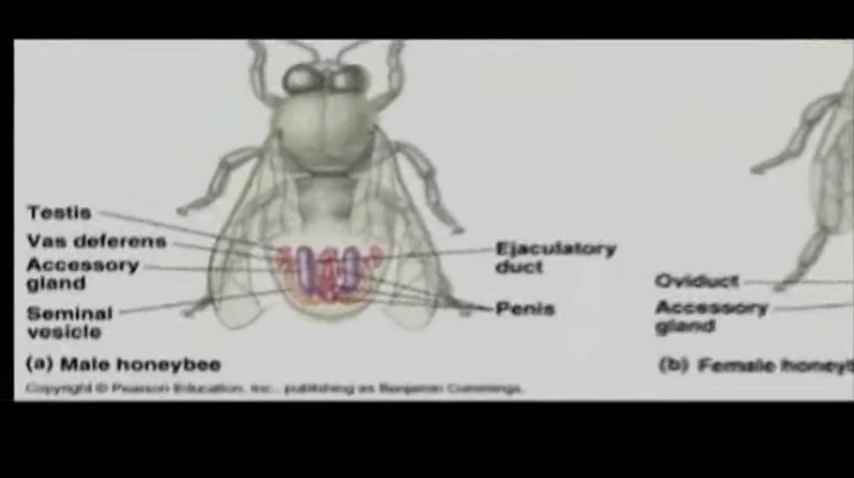 Testis
Vas deferens
Accessory
gland
Seminal
vesicle
Ejaculatory
duct
Penis
(a) Male honeybee
Copyright © Pearson Education, Inc., publishing as Benjamin Cummings.
Oviduct
Accessory
gland
(b) Female